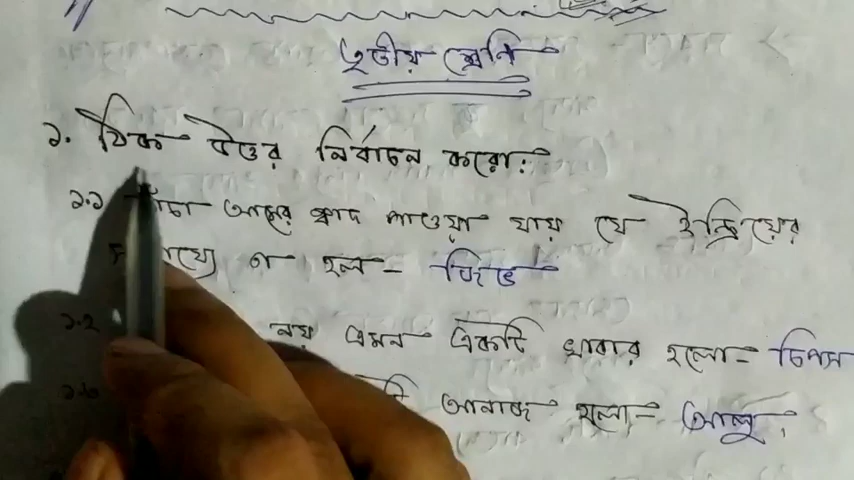 তৃতীয় শ্রেণি
১. ঠিক উত্তর নির্বাচন করো:
১.১ কাঁচা আমের স্বাদ পাওয়া যায় যে ইন্দ্রিয়ের
সাহায্যে তা হল- জিভ
১.২ নয় এমন একটি খাবার হলো- চিপস
১.৩ আনাজ হলো- আলু।